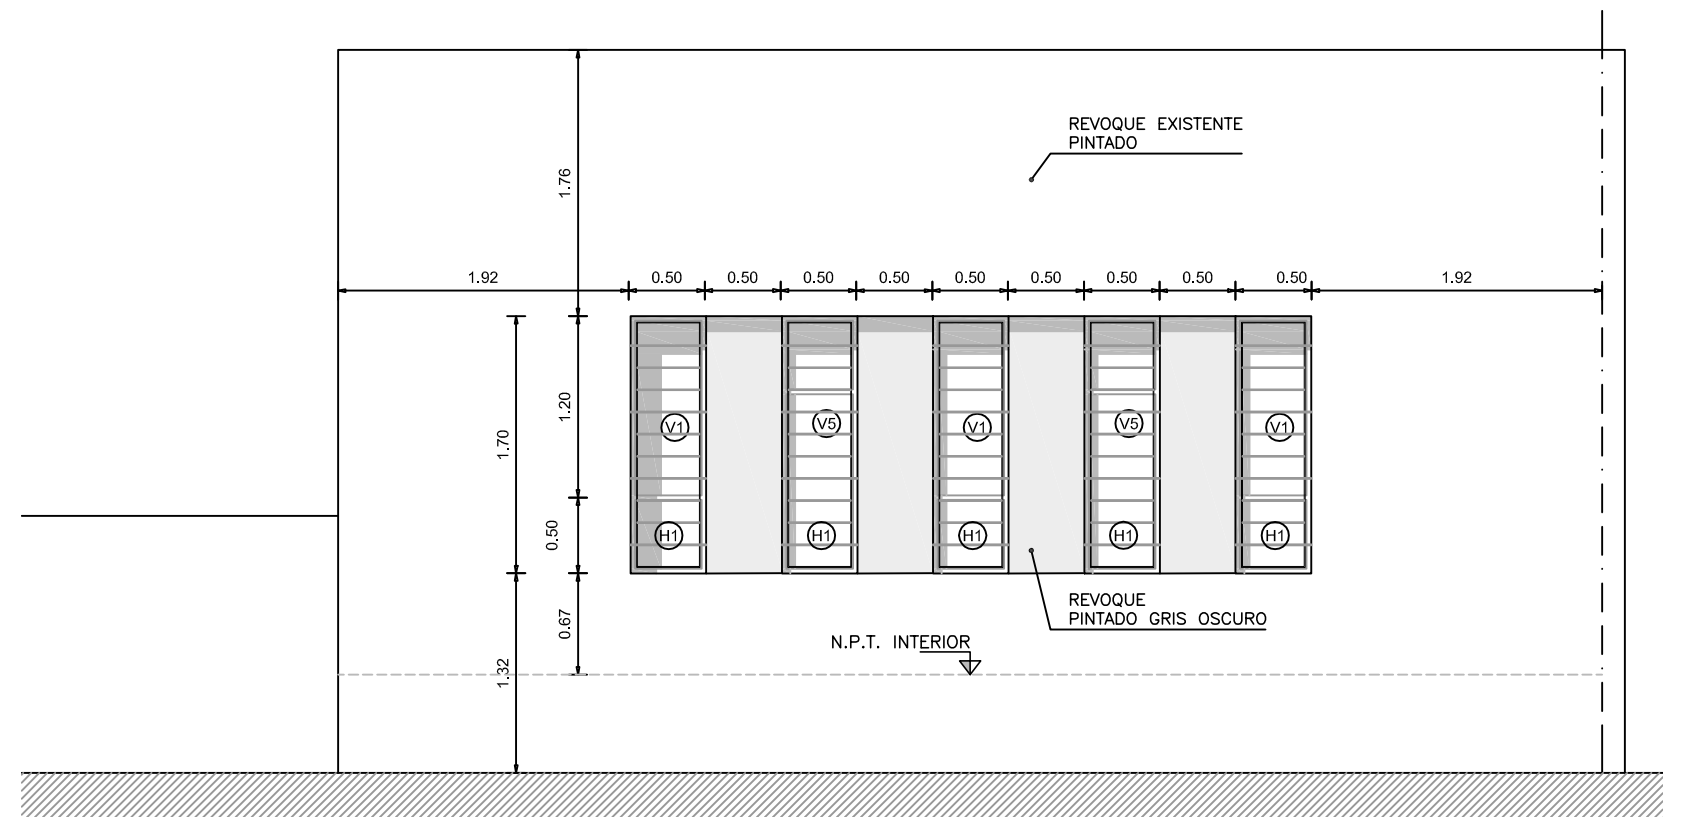 REVOQUE EXISTENTE
PINTADO
1.76
1.92
0.50
0.50
0.50
0.50
0.50
0.50
0.50
0.50
0.50
1.92
1.20
1.70
V1
V5
V1
V5
V1
0.50
H1
H1
H1
H1
H1
0.67
REVOQUE
PINTADO GRIS OSCURO
N.P.T. INTERIOR
1.32